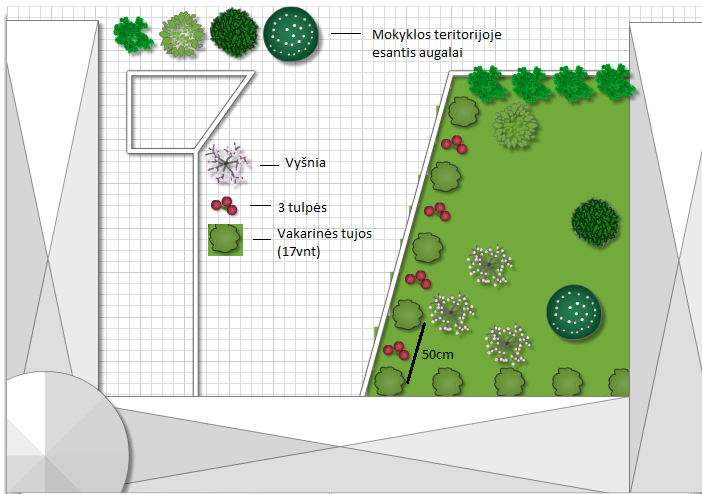 Mokyklos teritorijoje
esantis augalai
Vyšnia
3 tulpės
Vakarinės tujos
(17vnt)
50cm